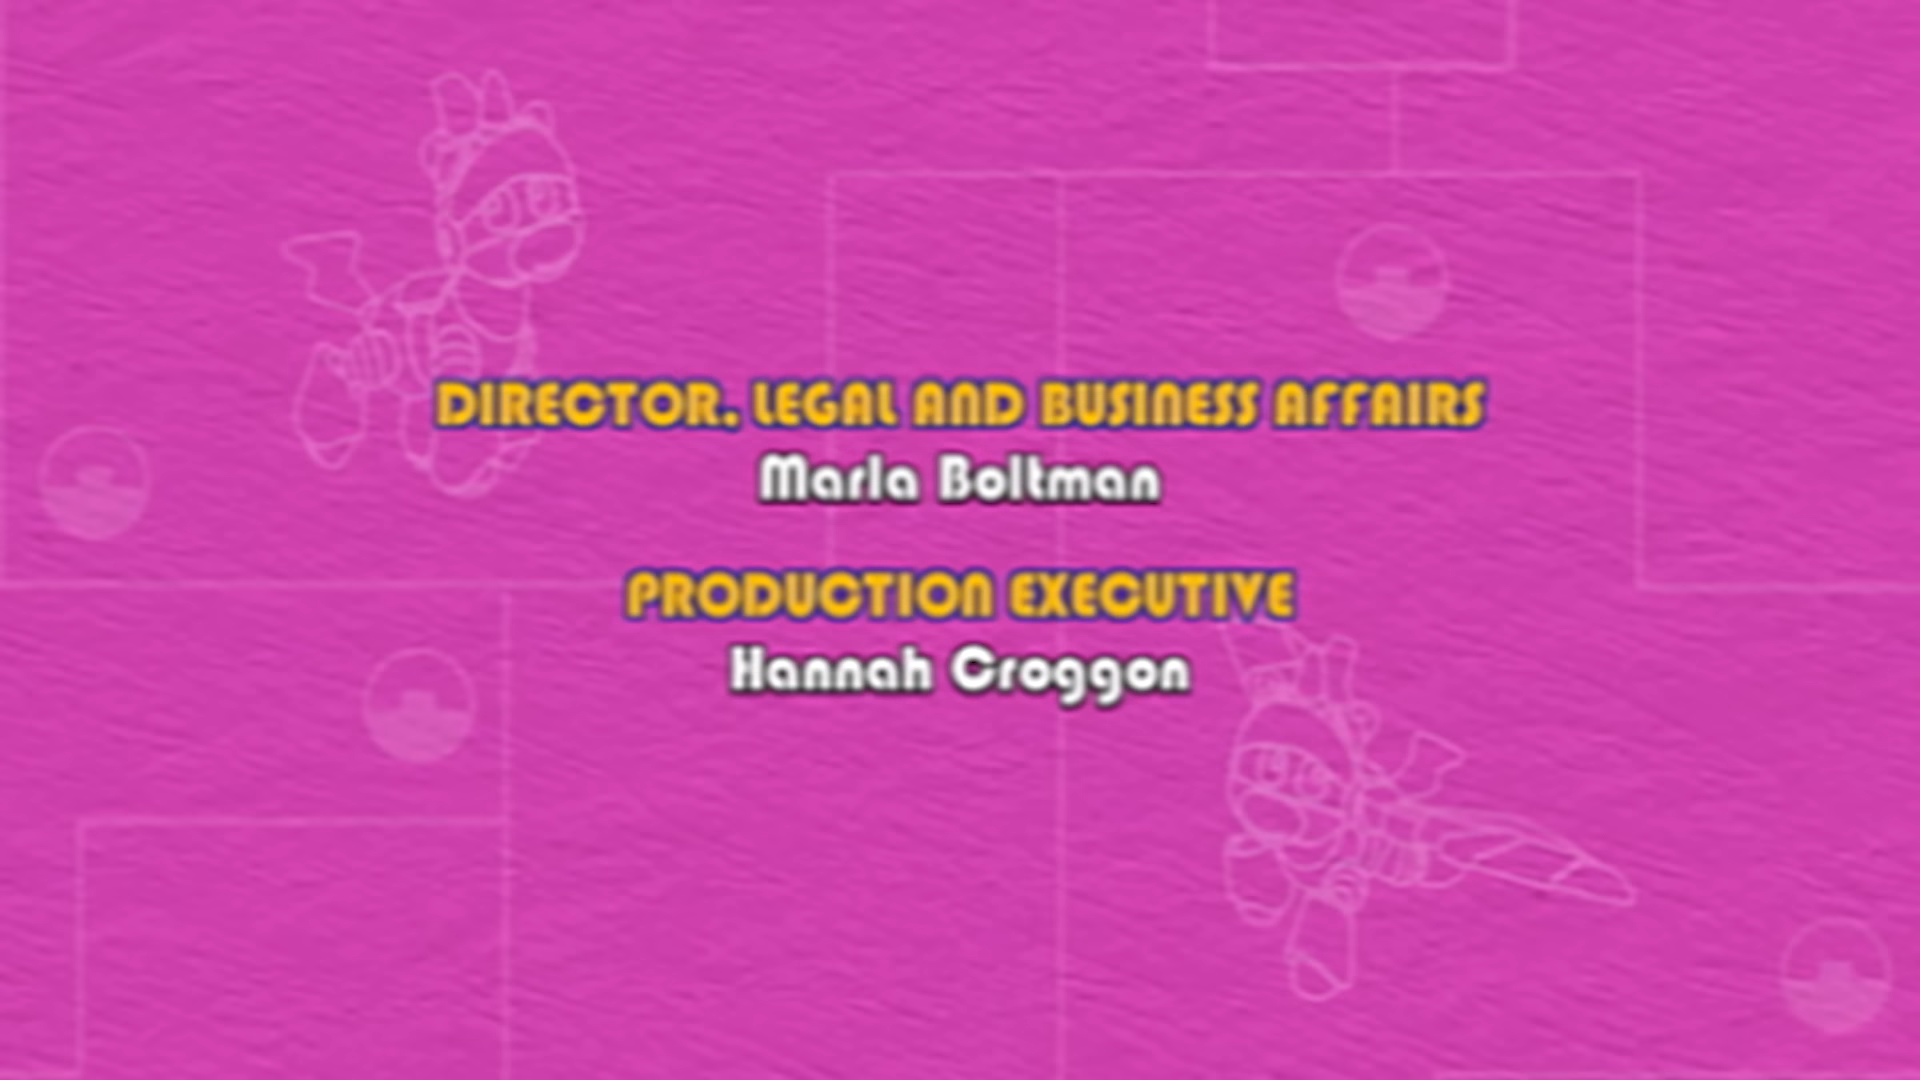 DIRECTOR, LEGAL AND BUSINESS AFFAIRS
Marla Boltman
PRODUCTION EXECUTIVE
Hannah Croggon